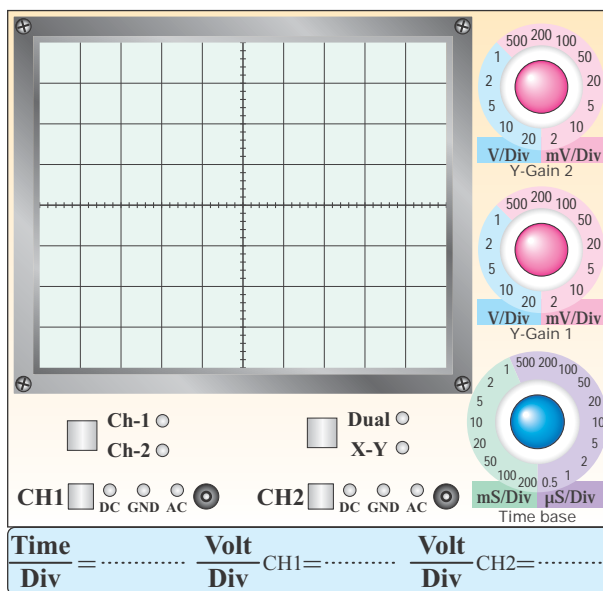 500 200 100
1 50
2 20
5 5
10 10
20 2
V/Div mV/Div
Y-Gain 2
500 200 100
1 50
2 20
5 5
10 10
20 2
V/Div mV/Div
Y-Gain 1
1 500 200 100
2 50
5 20
10 10
20 5
50 2
100 200 0.5 1
mS/Div µS/Div
Time base
Ch-1
Ch-2
Dual
X-Y
CH1 DC GND AC
CH2 DC GND AC
Time/Div = ............ Volt/Div CH1=............ Volt/Div CH2=..........